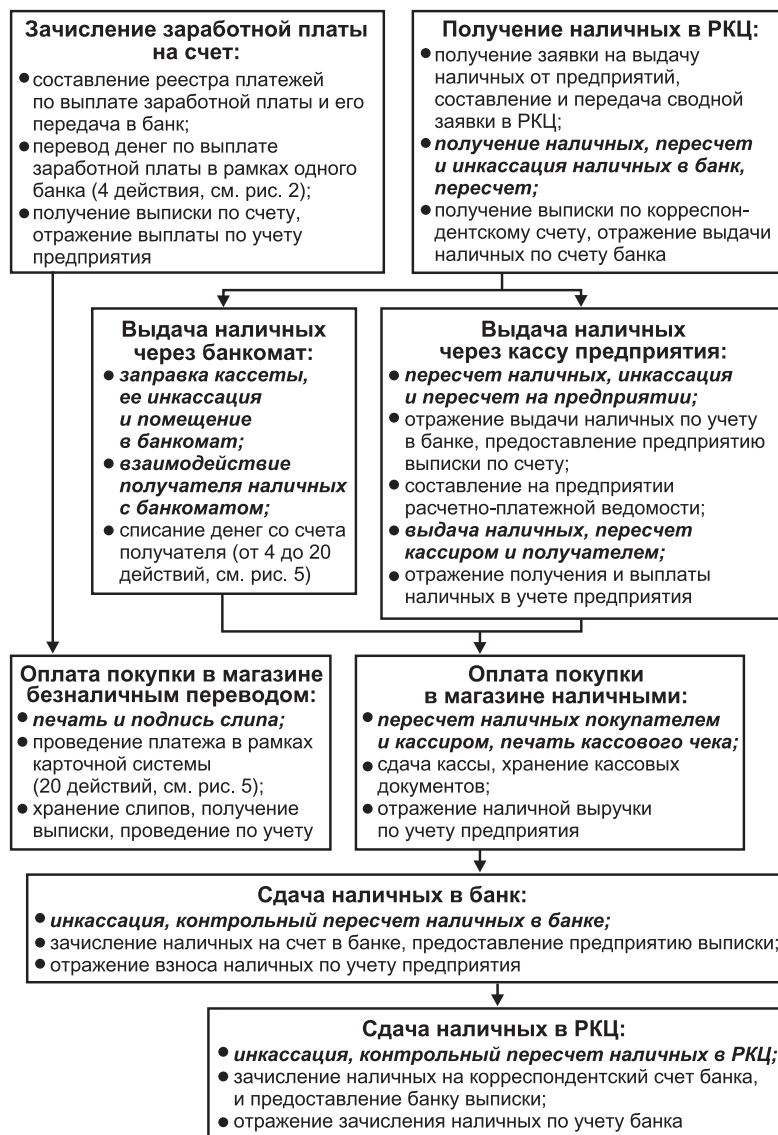 Зачисление заработной платы
на счет:
● составление реестра платежей
по выплате заработной платы и его
передача в банк;
● перевод денег по выплате
заработной платы в рамках одного
банка (4 действия, см. рис. 2);
● получение выписки по счету,
отражение выплаты по учету
предприятия
Получение наличных в РКЦ:
● получение заявки на выдачу
наличных от предприятий,
составление и передача сводной
заявки в РКЦ;
● получение наличных, пересчет
и инкассация наличных в банк,
пересчет;
● получение выписки по корреспон-
дентскому счету, отражение выдачи
наличных по счету банка
Выдача наличных
через банкомат:
● заправка кассеты,
ее инкассация
и помещение
в банкомат;
● взаимодействие
получателя наличных
с банкоматом;
● списание денег со счета
получателя (от 4 до 20
действий, см. рис. 5)
Выдача наличных
через кассу предприятия:
● пересчет наличных, инкассация
и пересчет на предприятии;
● отражение выдачи наличных по учету
в банке, предоставление предприятию
выписки по счету;
● составление на предприятии
расчетно-платежной ведомости;
● выдача наличных, пересчет
кассиром и получателем;
● отражение получения и выплаты
наличных в учете предприятия
Оплата покупки в магазине
безналичным переводом:
● печать и подпись слипа;
● проведение платежа в рамках
карточной системы
(20 действий, см. рис. 5);
● хранение слипов, получение
выписки, проведение по учету
Оплата покупки
в магазине наличными:
● пересчет наличных покупателем
и кассиром, печать кассового чека;
● сдача кассы, хранение кассовых
документов;
● отражение наличной выручки
по учету предприятия
Сдача наличных в банк:
● инкассация, контрольный пересчет наличных в банке;
● зачисление наличных на счет в банке, предоставление предприятию выписки;
● отражение взноса наличных по учету предприятия
Сдача наличных в РКЦ:
● инкассация, контрольный пересчет наличных в РКЦ;
● зачисление наличных на корреспондентский счет банка,
и предоставление банку выписки;
● отражение зачисления наличных по учету банка